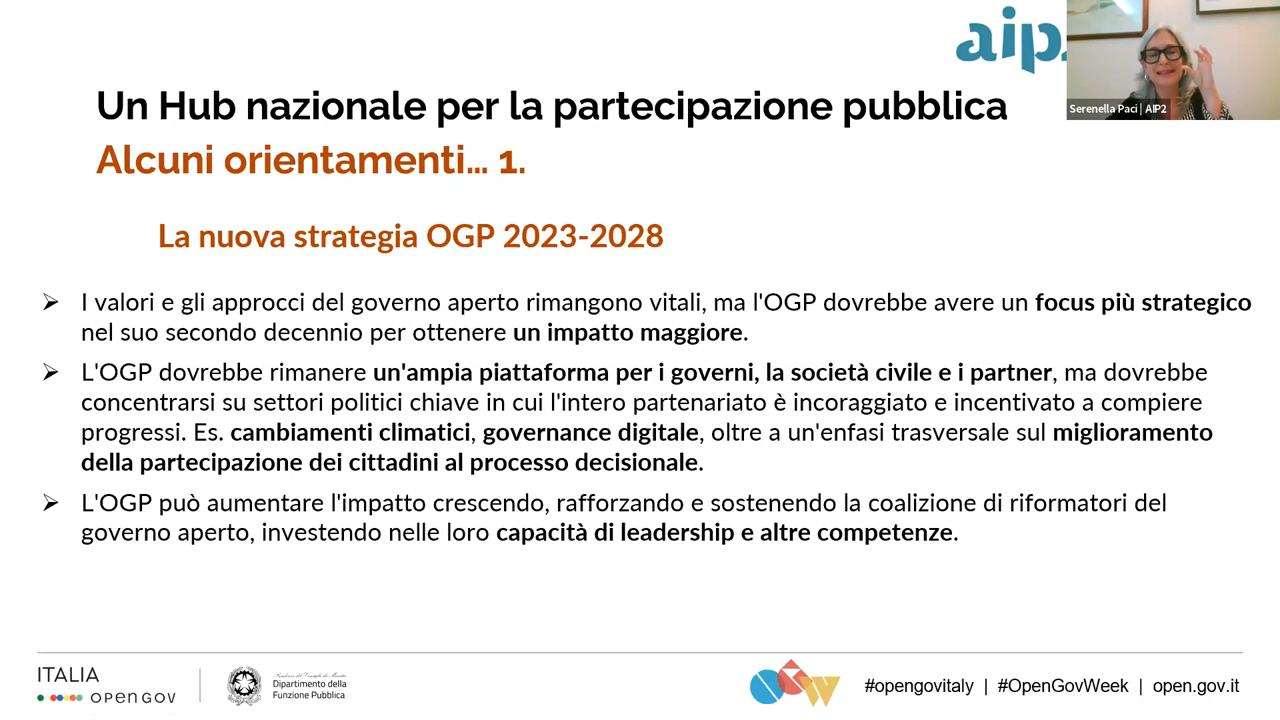 aip
Serenella Paci | AIP2
Un Hub nazionale per la partecipazione pubblica
Alcuni orientamenti... 1.
La nuova strategia OGP 2023-2028
➢ I valori e gli approcci del governo aperto rimangono vitali, ma l'OGP dovrebbe avere un focus più strategico
nel suo secondo decennio per ottenere un impatto maggiore.
➢ L'OGP dovrebbe rimanere un'ampia piattaforma per i governi, la società civile e i partner, ma dovrebbe
concentrarsi su settori politici chiave in cui l'intero partenariato è incoraggiato e incentivato a compiere
progressi. Es. cambiamenti climatici, governance digitale, oltre a un'enfasi trasversale sul miglioramento
della partecipazione dei cittadini al processo decisionale.
➢ L'OGP può aumentare l'impatto crescendo, rafforzando e sostenendo la coalizione di riformatori del
governo aperto, investendo nelle loro capacità di leadership e altre competenze.
ITALIA
open gov
Dipartimento della
Funzione Pubblica
OGW
#opengovitaly | #OpenGovWeek | open.gov.it